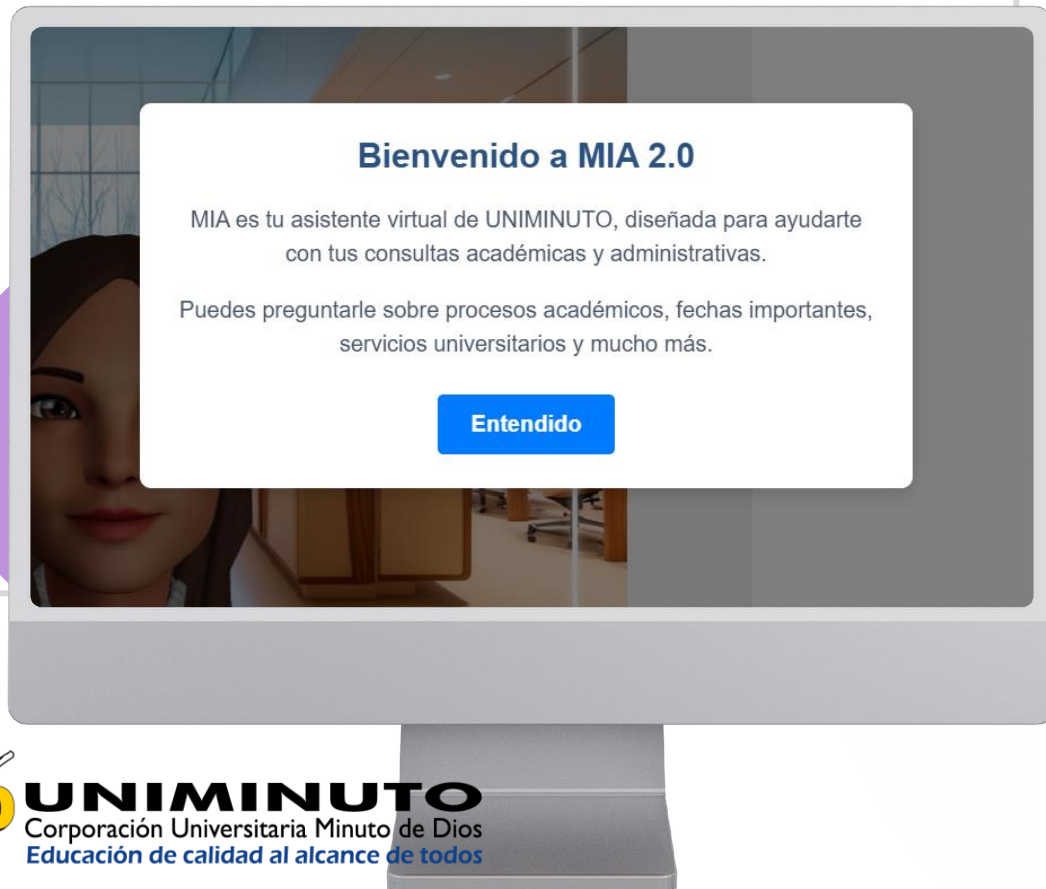 Bienvenido a MIA 2.0
MIA es tu asistente virtual de UNIMINUTO, diseñada para ayudarte
con tus consultas académicas y administrativas.
Puedes preguntarle sobre procesos académicos, fechas importantes,
servicios universitarios y mucho más.
Entendido
UNIMINUTO
Corporación Universitaria Minuto de Dios
Educación de calidad al alcance de todos